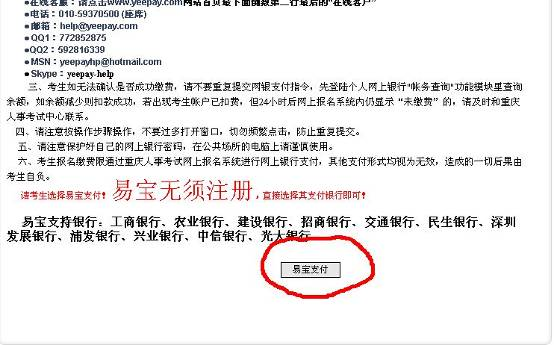 ●在线客服：请点击www.yeepay.com网站首页最下面倒数第二行最后的“在线客户”
●电话：010-59370500 (座席)
●邮箱：help@yeepay.com
●QQ1：772852875
●QQ2：592816339
●MSN：yeepayhp@hotmail.com
●Skype：yeepay-help
三、考生如无法确认是否成功缴费，请不要重复提交网银支付指令，先登陆个人网上银行"帐务查询"功能模块里查询
余额，如余额减少则扣款成功，若出现考生帐户已扣费，但24小时后网上报名系统内仍显示“未缴费”的，请及时和重庆
人事考试中心联系。
四、请注意按操作步骤操作，不要过多打开窗口，切勿频繁点击，防止重复提交。
五、请注意保护好自己的网上银行密码，在公共场所的电脑上请谨慎使用。
六、考生报名缴费限通过重庆人事考试网上报名系统进行网上银行支付，其他支付形式均视为无效，造成的一切后果由
考生自负。
请考生选择易宝支付！易宝无须注册，直接选择其支付银行即可！
易宝支持银行：工商银行、农业银行、建设银行、招商银行、交通银行、民生银行、深圳
发展银行、浦发银行、兴业银行、中信银行、光大银行
易宝支付